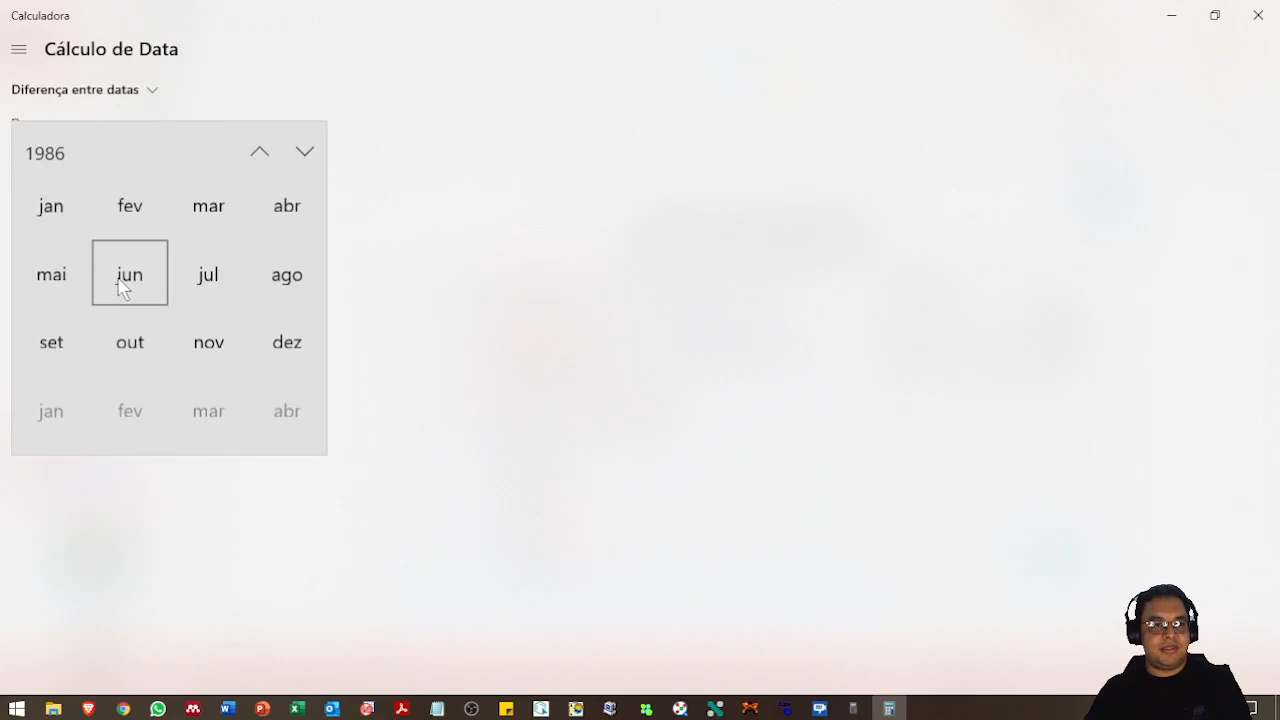 Calculadora
Cálculo de Data
Diferença entre datas
1986
jan fev mar abr
mai jun jul ago
set out nov dez
jan fev mar abr